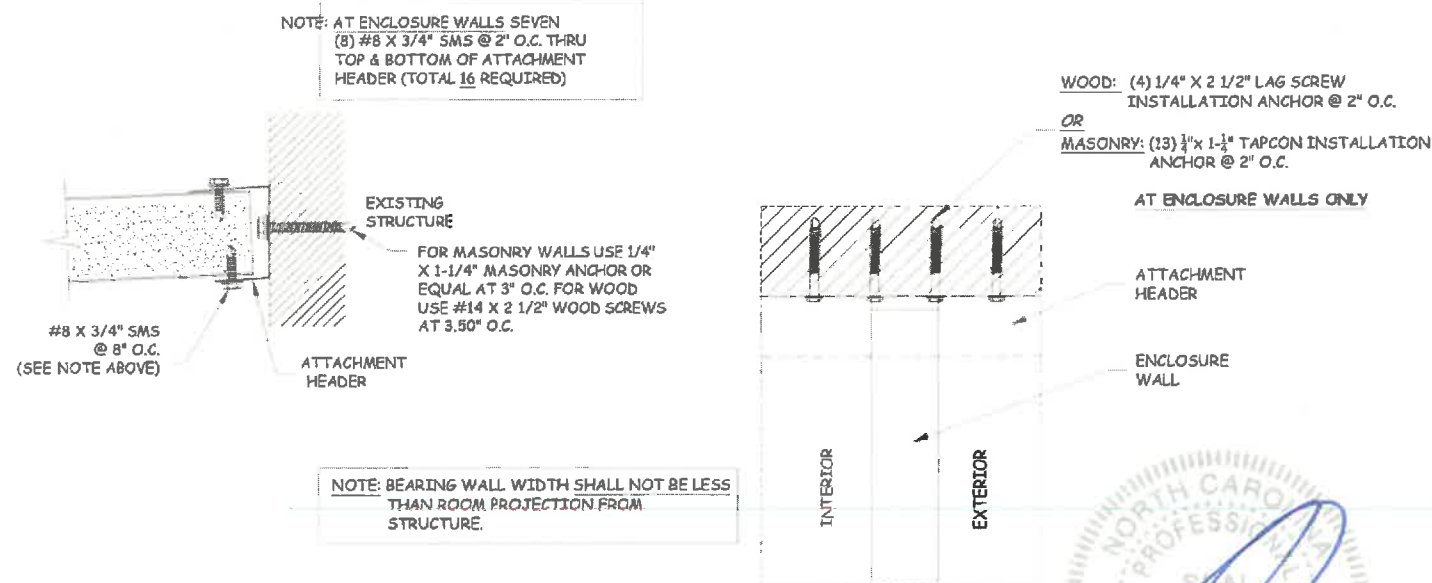 NOTE: AT ENCLOSURE WALLS SEVEN
(8) #8 X 3/4" SMS @ 2" O.C. THRU
TOP & BOTTOM OF ATTACHMENT
HEADER (TOTAL 16 REQUIRED)
WOOD: (4) 1/4" X 2 1/2" LAG SCREW
INSTALLATION ANCHOR @ 2" O.C.
OR
MASONRY: (13) 1/4"x 1-1/4" TAPCON INSTALLATION
ANCHOR @ 2" O.C.
AT ENCLOSURE WALLS ONLY
EXISTING
STRUCTURE
FOR MASONRY WALLS USE 1/4"
X 1-1/4" MASONRY ANCHOR OR
EQUAL AT 3" O.C. FOR WOOD
USE #14 X 2 1/2" WOOD SCREWS
AT 3.50" O.C.
#8 X 3/4" SMS
@ 8" O.C.
(SEE NOTE ABOVE)
ATTACHMENT
HEADER
ATTACHMENT
HEADER
ENCLOSURE
WALL
INTERIOR
EXTERIOR
NOTE: BEARING WALL WIDTH SHALL NOT BE LESS
THAN ROOM PROJECTION FROM
STRUCTURE.
NORTH CAROLINA
PROFESSIONAL